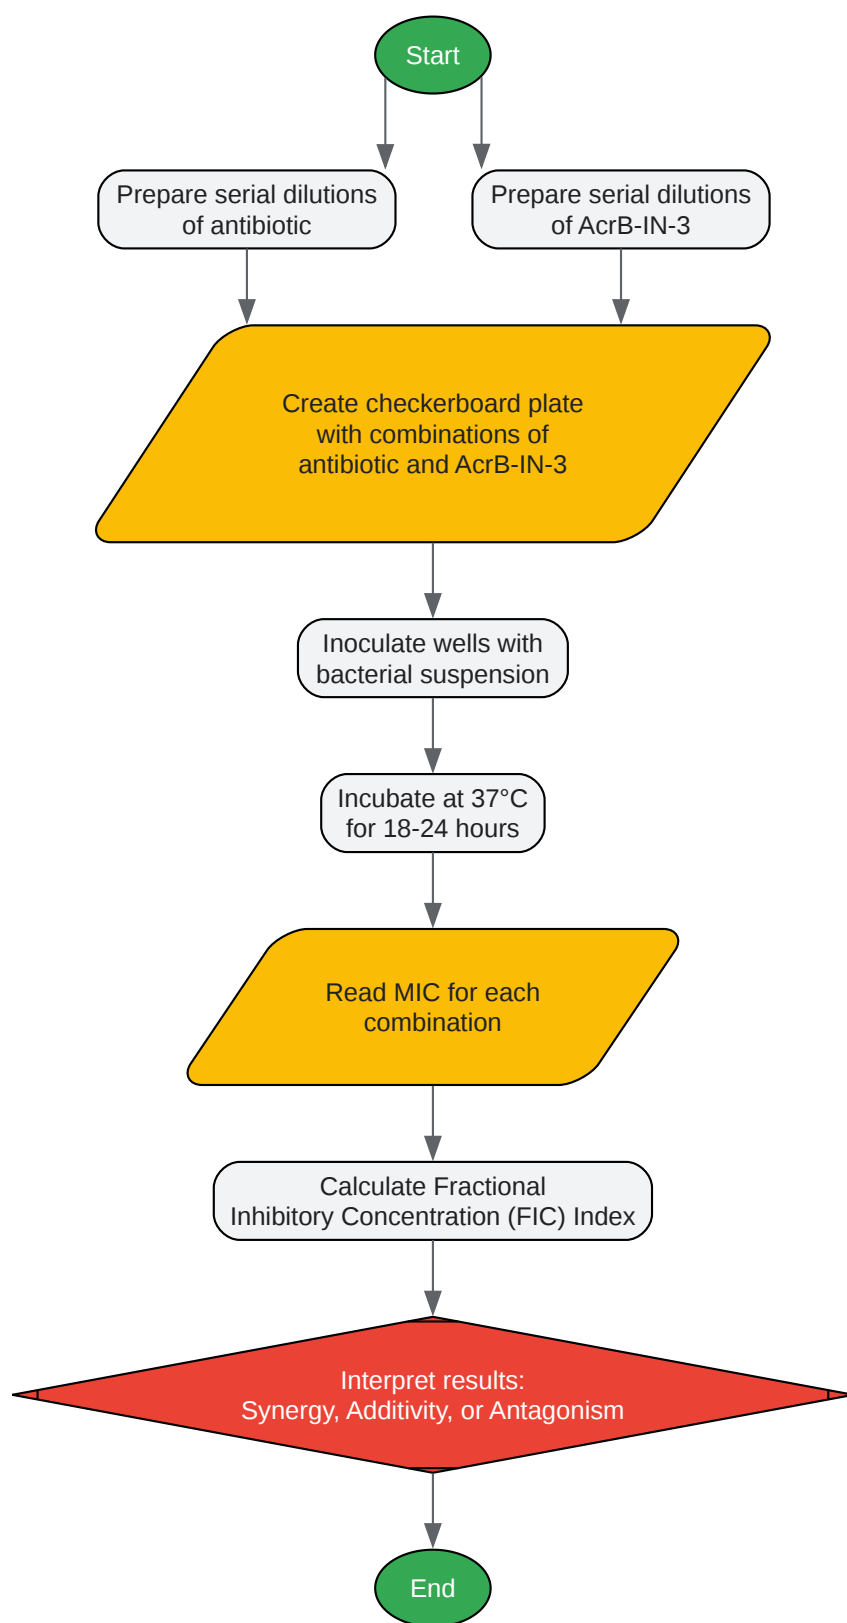 Start
Prepare serial dilutions
of antibiotic
Prepare serial dilutions
of AcrB-IN-3
Create checkerboard plate
with combinations of
antibiotic and AcrB-IN-3
Inoculate wells with
bacterial suspension
Incubate at 37°C
for 18-24 hours
Read MIC for each
combination
Calculate Fractional
Inhibitory Concentration (FIC) Index
Interpret results:
Synergy, Additivity, or Antagonism
End